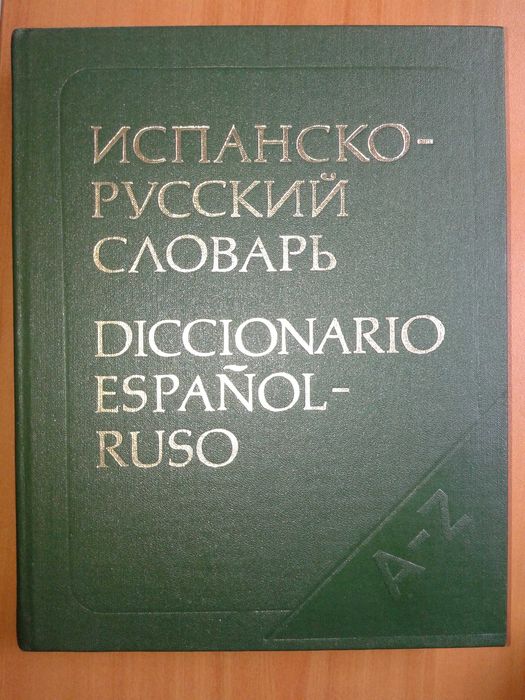 ИСПАНСКО-
РУССКИЙ
СЛОВАРЬ
DICCIONARIO
ESPAÑOL-
RUSO
A-Z